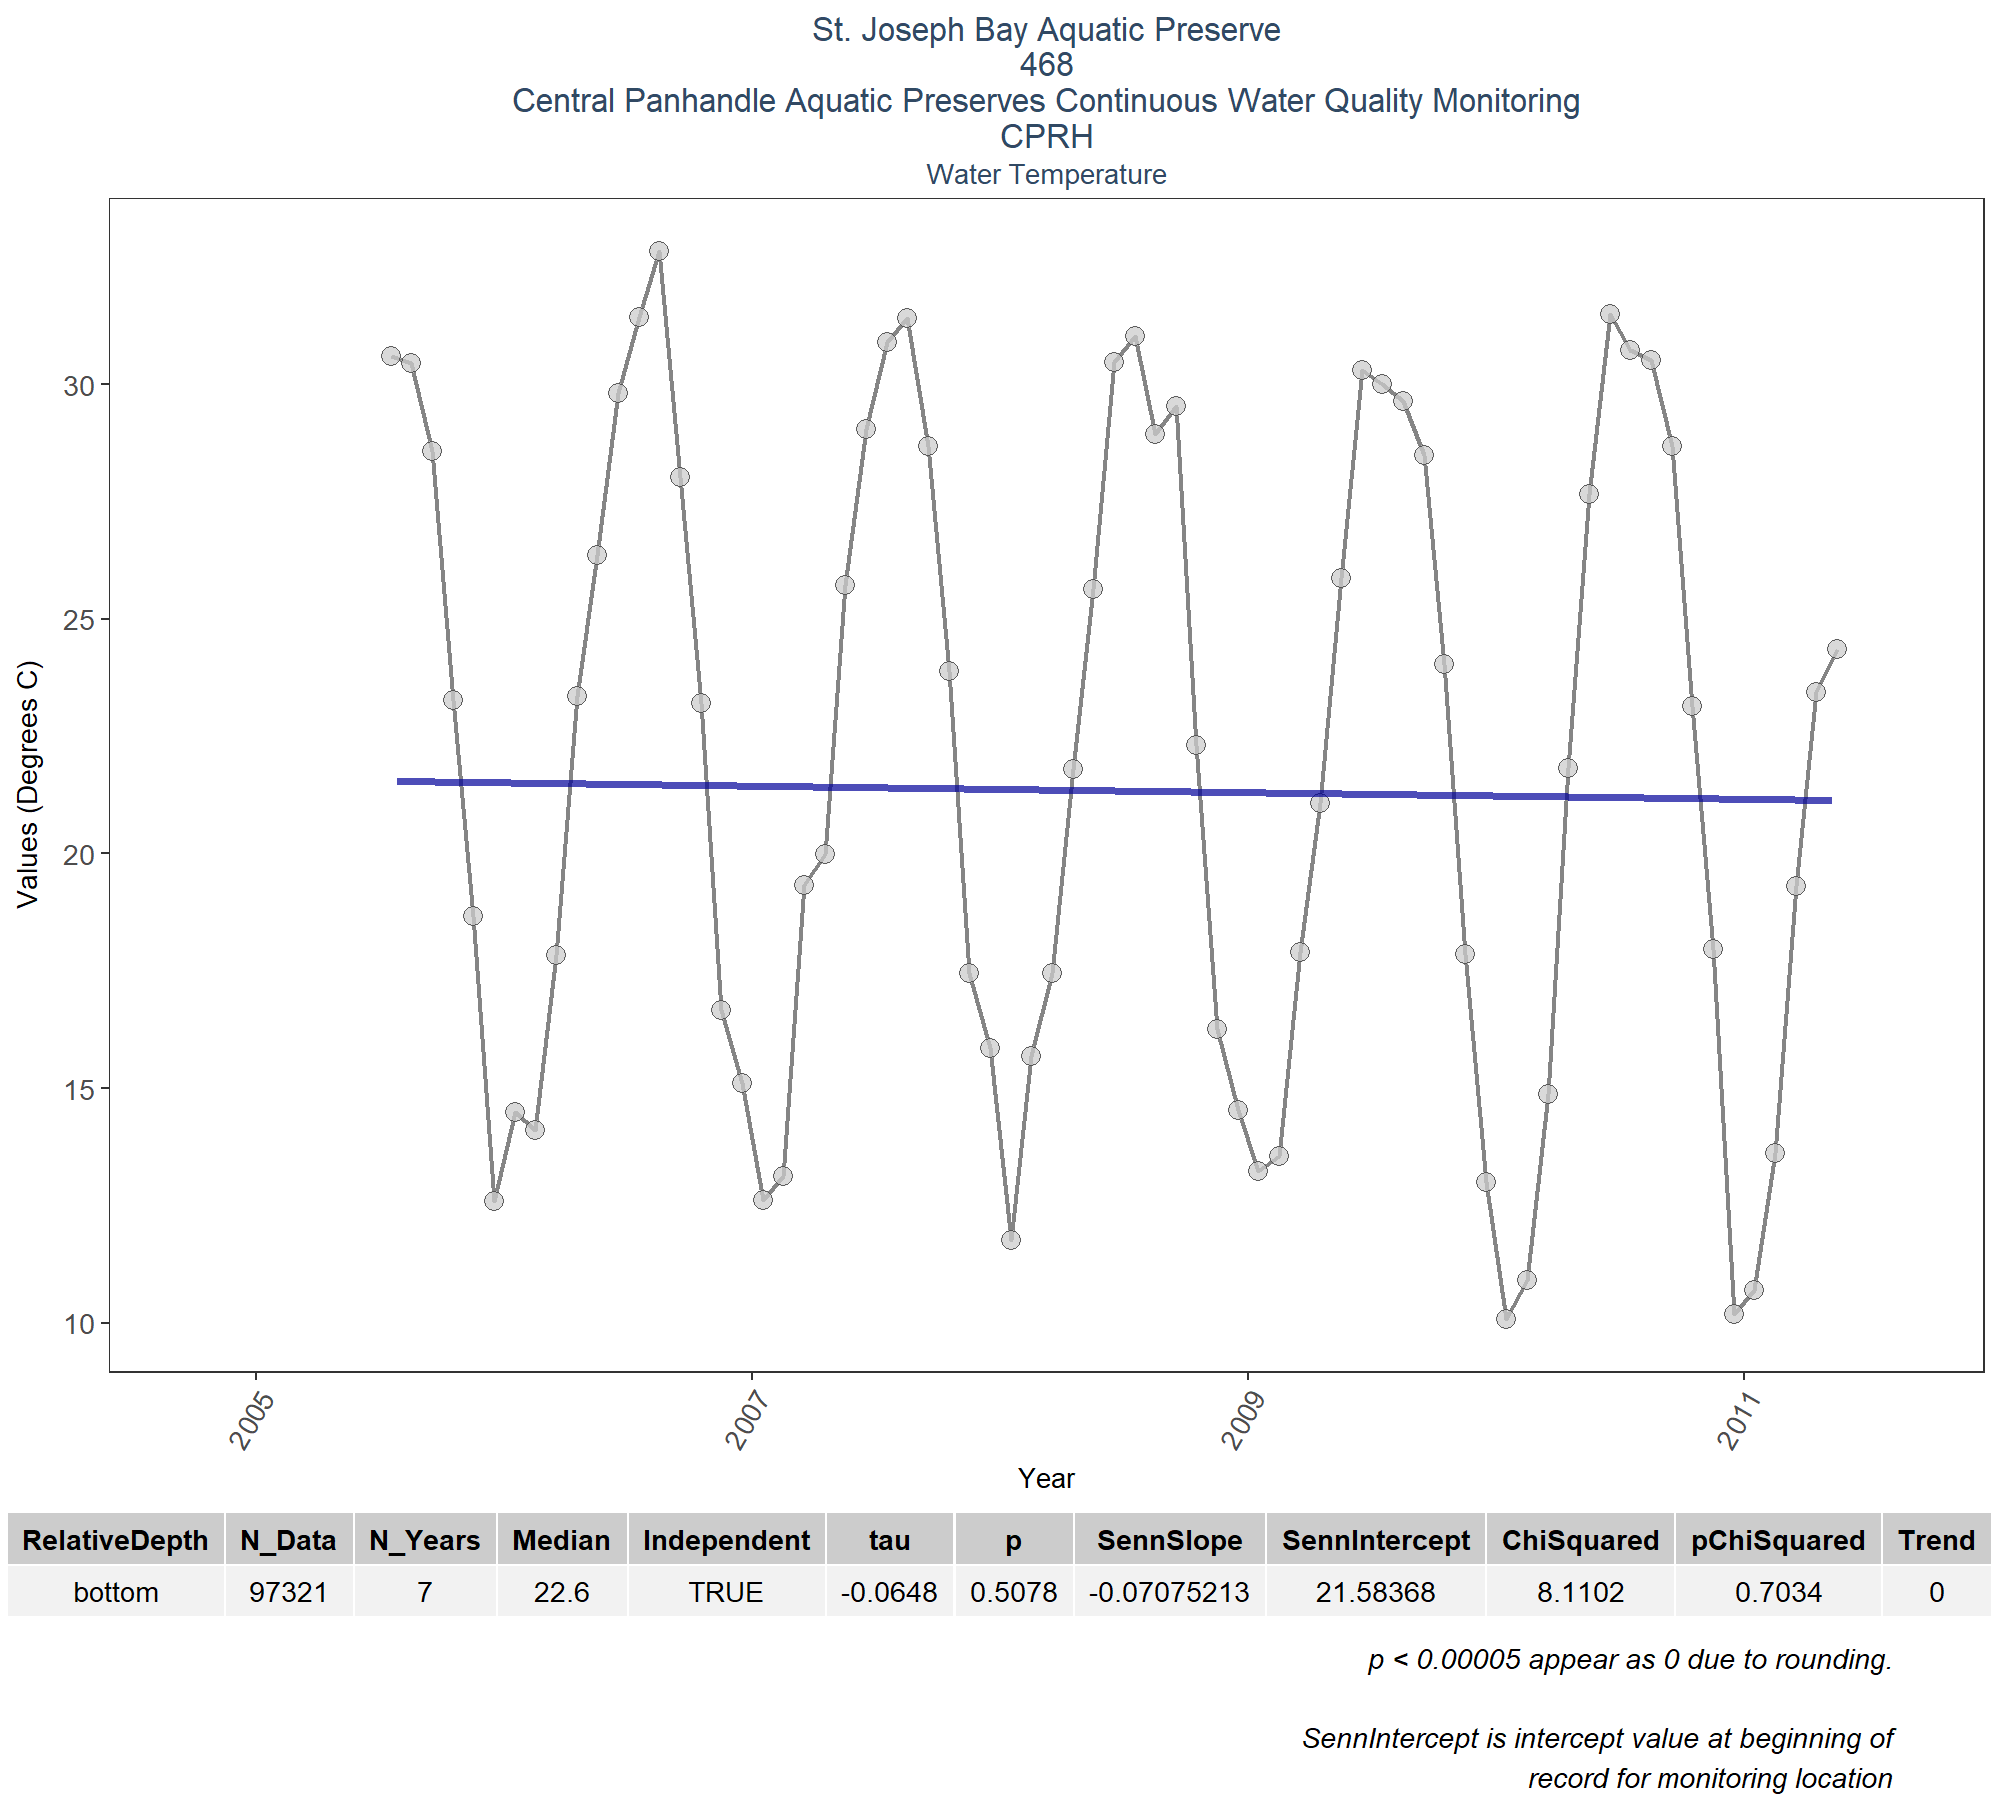 St. Joseph Bay Aquatic Preserve
468
Central Panhandle Aquatic Preserves Continuous Water Quality Monitoring
CPRH
Water Temperature
Values (Degrees C)
30
25
20
15
10
2005
2007
2009
2011
Year
RelativeDepth N_Data N_Years Median Independent tau p SennSlope SennIntercept ChiSquared pChiSquared Trend
bottom 97321 7 22.6 TRUE -0.0648 0.5078 -0.07075213 21.58368 8.1102 0.7034 0
p < 0.00005 appear as 0 due to rounding.
SennIntercept is intercept value at beginning of
record for monitoring location